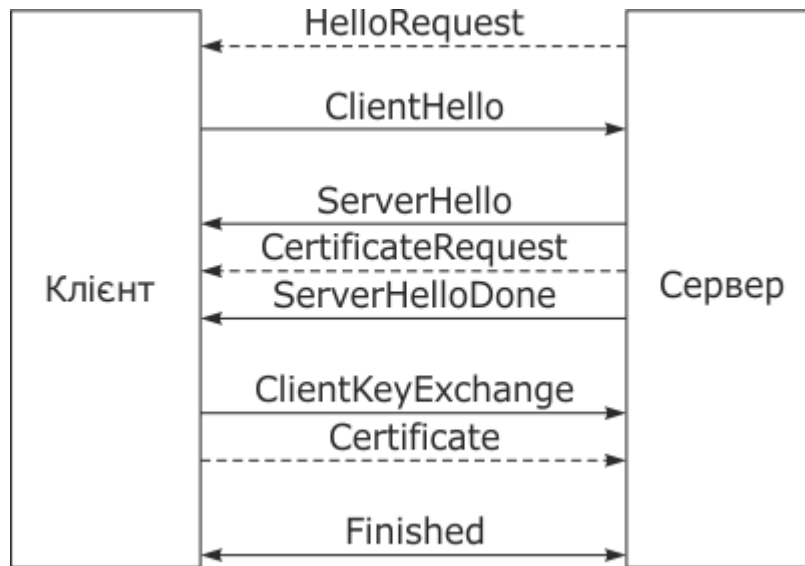 HelloRequest
ClientHello
ServerHello
CertificateRequest
Клієнт
ServerHelloDone
Сервер
ClientKeyExchange
Certificate
Finished